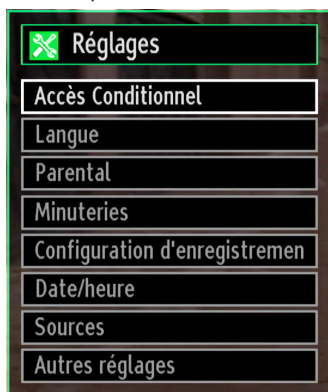 Réglages
Accès Conditionnel
Langue
Parental
Minuteries
Configuration d'enregistremen
Date/heure
Sources
Autres réglages